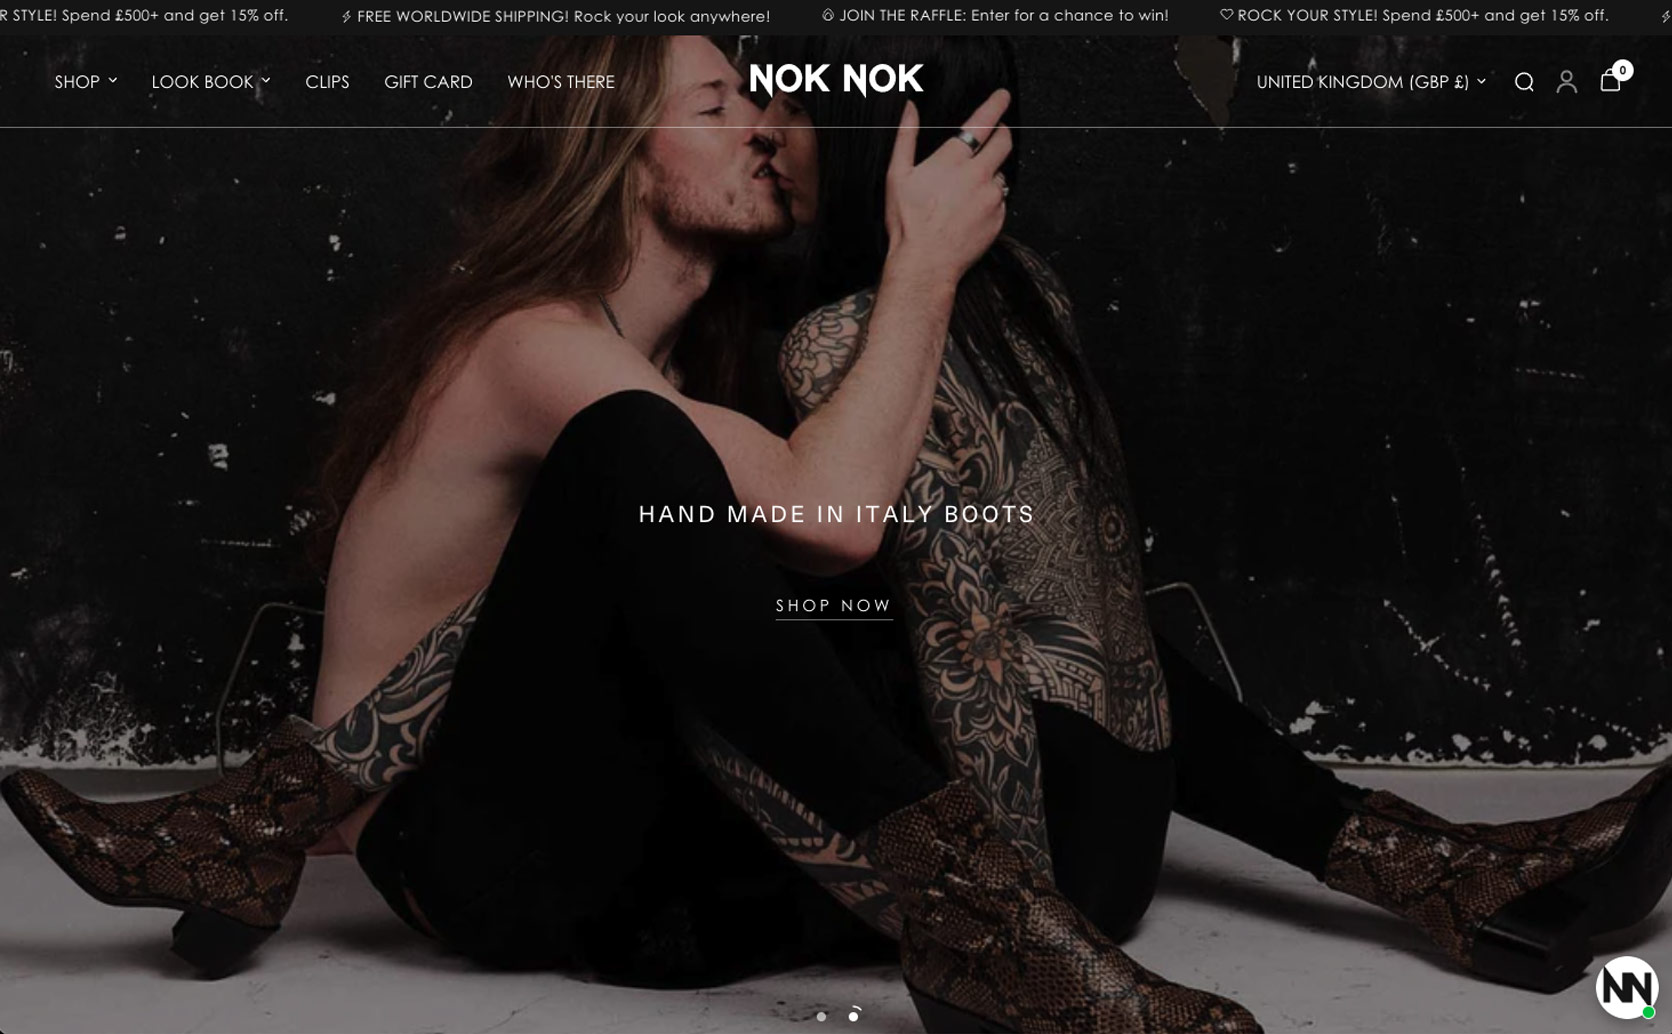 R STYLE! Spend £500+ and get 15% off. FREE WORLDWIDE SHIPPING! Rock your look anywhere! JOIN THE RAFFLE: Enter for a chance to win! ROCK YOUR STYLE! Spend £500+ and get 15% off.
SHOP LOOK BOOK CLIPS GIFT CARD WHO'S THERE NOK NOK UNITED KINGDOM (GBP £) 0
HAND MADE IN ITALY BOOTS
SHOP NOW
NN